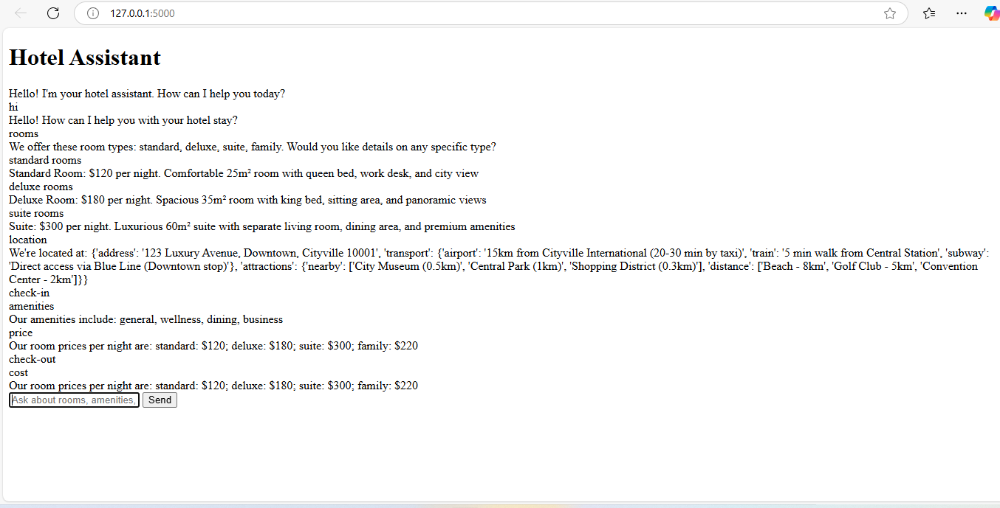 127.0.0.1:5000
Hotel Assistant
Hello! I'm your hotel assistant. How can I help you today?
hi
Hello! How can I help you with your hotel stay?
rooms
We offer these room types: standard, deluxe, suite, family. Would you like details on any specific type?
standard rooms
Standard Room: $120 per night. Comfortable 25m² room with queen bed, work desk, and city view
deluxe rooms
Deluxe Room: $180 per night. Spacious 35m² room with king bed, sitting area, and panoramic views
suite rooms
Suite: $300 per night. Luxurious 60m² suite with separate living room, dining area, and premium amenities
location
We're located at: {'address': '123 Luxury Avenue, Downtown, Cityville 10001', 'transport': {'airport': '15km from Cityville International (20-30 min by taxi)', 'train': '5 min walk from Central Station', 'subway':
'Direct access via Blue Line (Downtown stop)'}, 'attractions': {'nearby': ['City Museum (0.5km)', 'Central Park (1km)', 'Shopping District (0.3km)'], 'distance': ['Beach - 8km', 'Golf Club - 5km', 'Convention
Center - 2km']}}
check-in
amenities
Our amenities include: general, wellness, dining, business
price
Our room prices per night are: standard: $120; deluxe: $180; suite: $300; family: $220
check-out
cost
Our room prices per night are: standard: $120; deluxe: $180; suite: $300; family: $220
Ask about rooms, amenities, Send